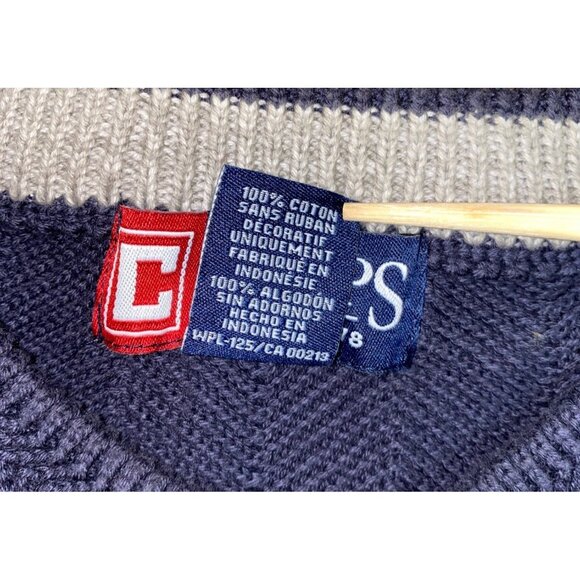 C
100% COTON
SANS RUBAN
DÉCORATIF
UNIQUEMENT
FABRIQUÉ EN
INDONÉSIE
100% ALGODÓN
SIN ADORNOS
HECHO EN
INDONESIA
WPL-125/CA 00213
PS
78